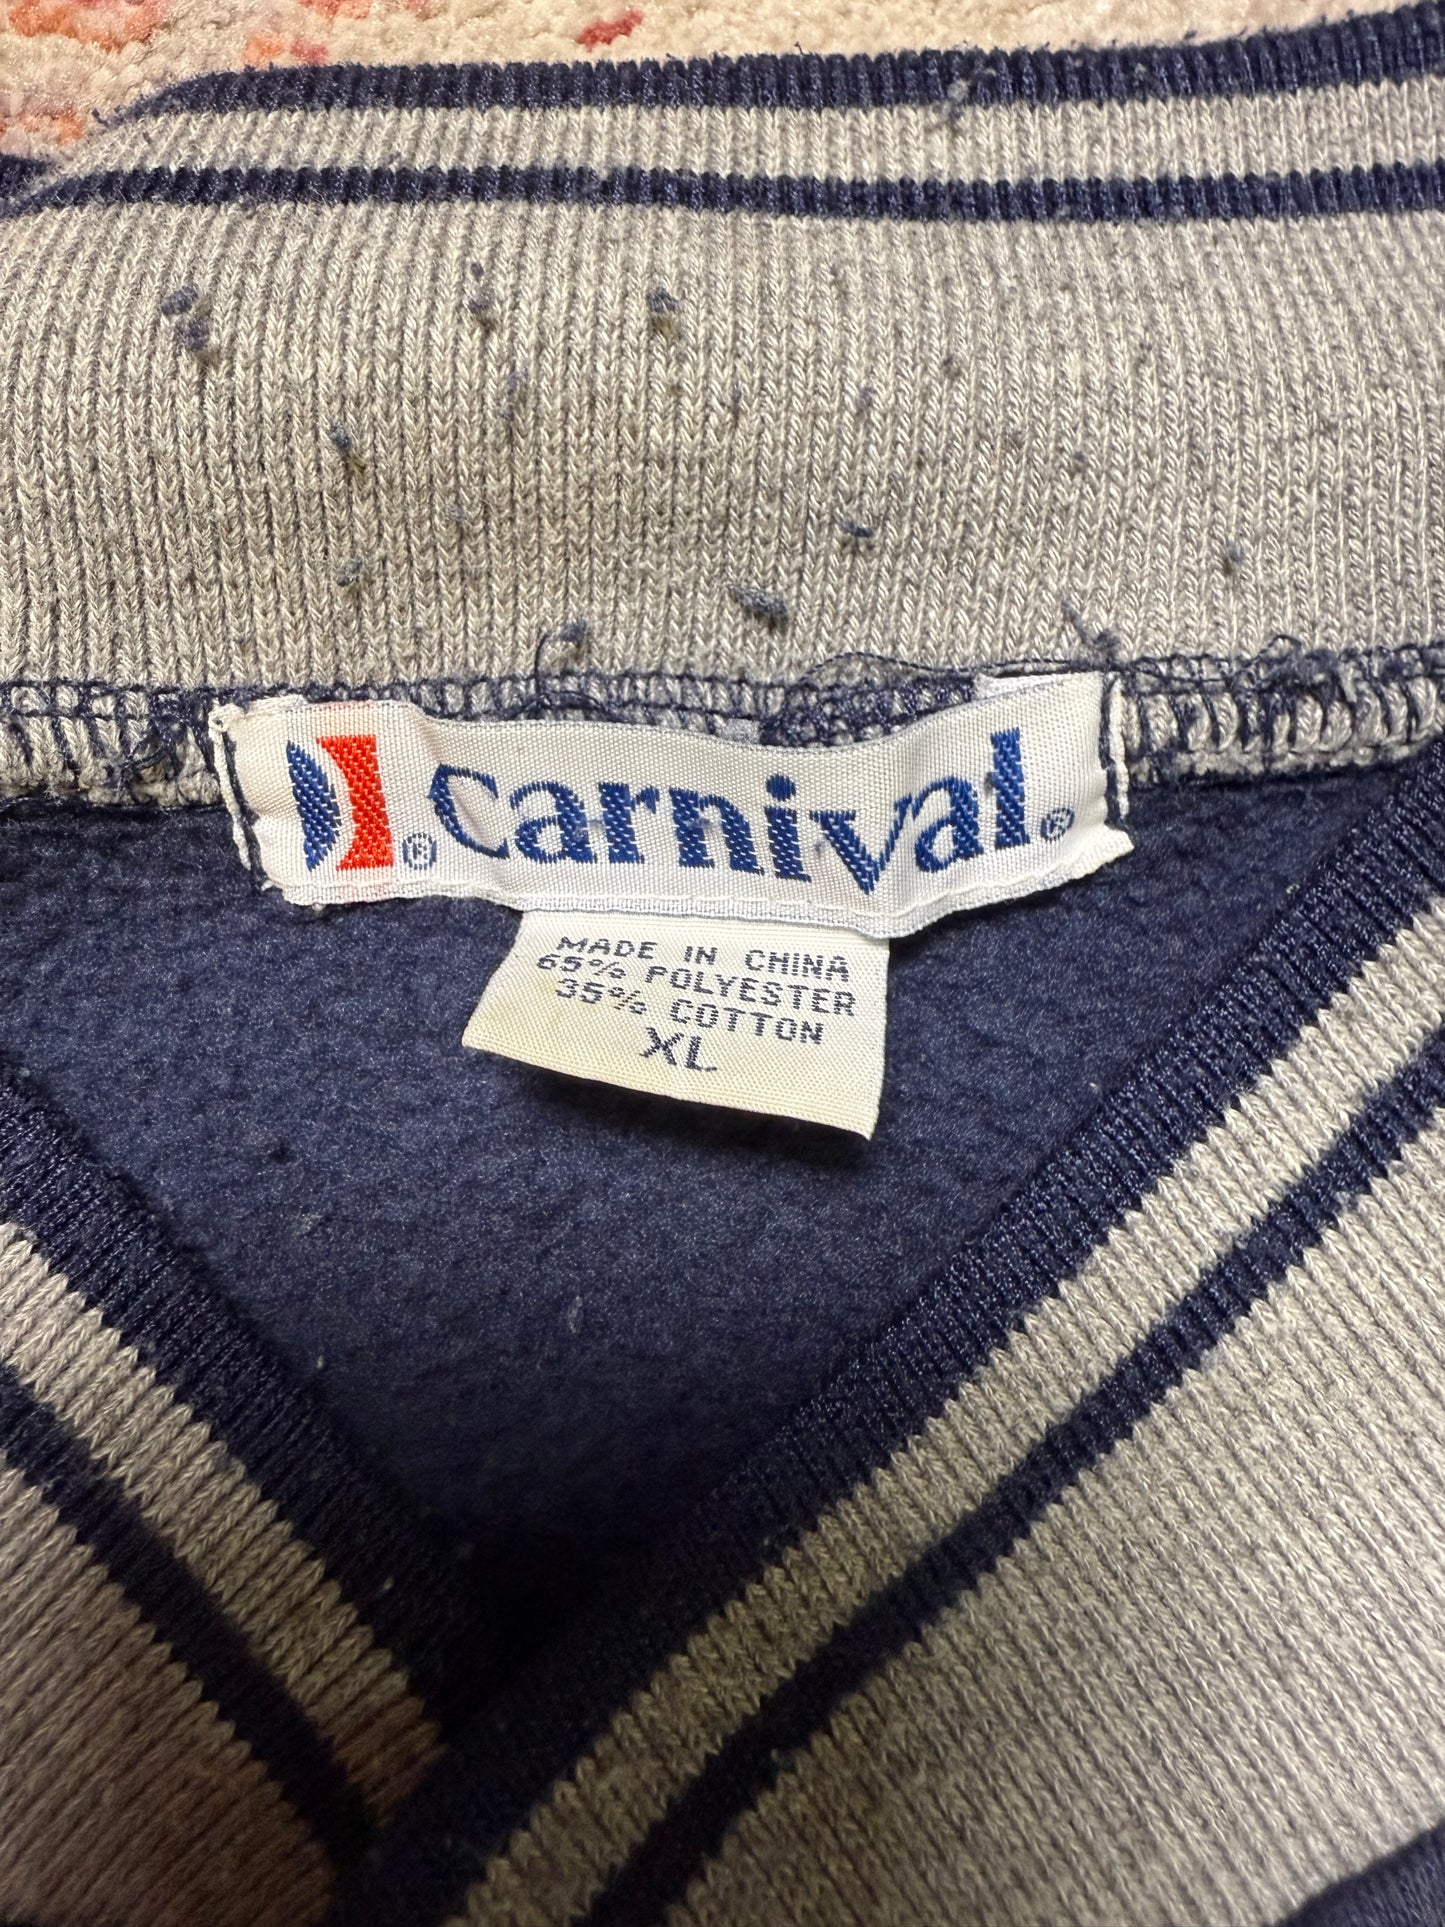 ® Carnival®
MADE IN CHINA
65% POLYESTER
35% COTTON
XL